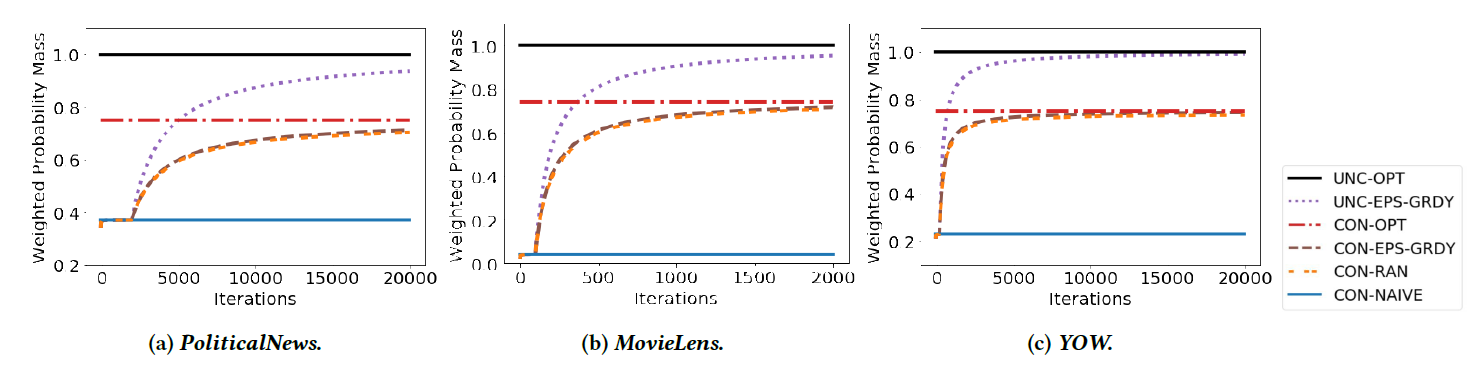 Weighted Probability Mass
1.0
0.8
0.6
0.4
0.2
0 5000 10000 15000 20000
Iterations
(a) PoliticalNews.
Weighted Probability Mass
1.0
0.8
0.6
0.4
0.2
0.0
0 500 1000 1500 2000
Iterations
(b) MovieLens.
Weighted Probability Mass
1.0
0.8
0.6
0.4
0.2
0 5000 10000 15000 20000
Iterations
(c) YOW.
UNC-OPT
UNC-EPS-GRDY
CON-OPT
CON-EPS-GRDY
CON-RAN
CON-NAIVE